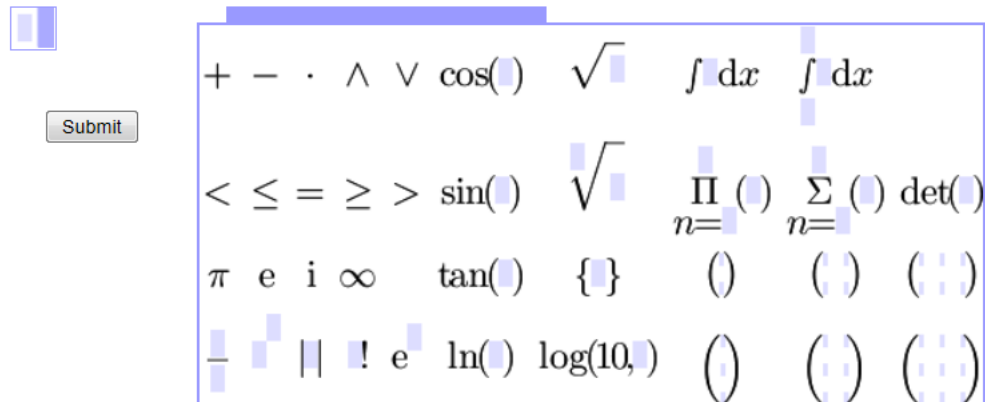 + − · ∧ ∨ cos( ) √ ∫ dx ∫ dx
Submit
< ≤ = ≥ > sin( ) √ Π ( ) Σ ( ) det( )
n= n=
π e i ∞ tan( ) { } ( ) ( ) ( )
— | | ! e ln( ) log(10, ) ( ) ( ) ( )